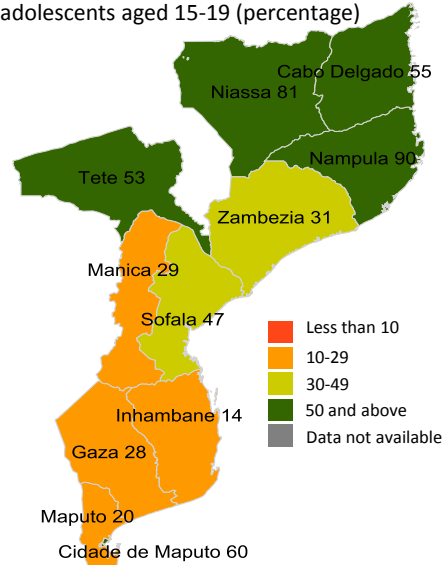 adolescents aged 15-19 (percentage)
Cabo Delgado 55
Niassa 81
Nampula 90
Tete 53
Zambezia 31
Manica 29
Sofala 47
Less than 10
10-29
30-49
50 and above
Data not available
Inhambane 14
Gaza 28
Maputo 20
Cidade de Maputo 60